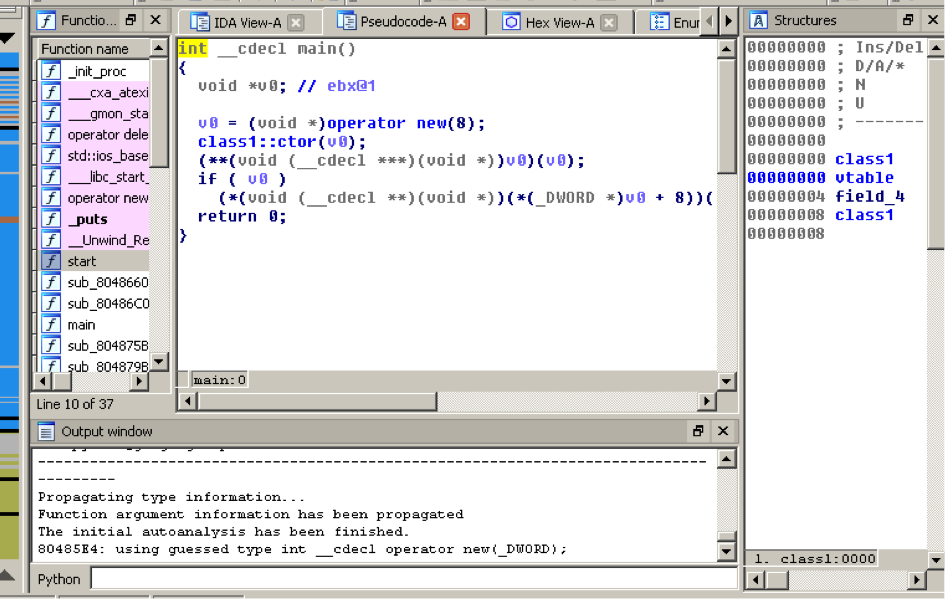 Functio...
IDA View-A
Pseudocode-A
Hex View-A
Enur
Structures
Function name
_init_proc
___cxa_atexi
___gmon_sta
operator dele
std::ios_base
___libc_start_
operator new
_puts
__Unwind_Re
start
sub_8048660
sub_80486C0
main
sub_804875B
sub_804879B
Line 10 of 37
int __cdecl main()
{
void *v0; // ebx@1
v0 = (void *)operator new(8);
class1::ctor(v0);
(**(void (__cdecl ***)(void *))v0)(v0);
if ( v0 )
(*(void (__cdecl **)(void *))(*(_DWORD *)v0 + 8))(
return 0;
}
main:0
00000000 ; Ins/Del
00000000 ; D/A/*
00000000 ; N
00000000 ; U
00000000 ; -------
00000000
00000000 class1
00000000 vtable
00000004 field_4
00000008 class1
00000008
1. class1:0000
Output window
---------
Propagating type information...
Function argument information has been propagated
The initial autoanalysis has been finished.
80485E4: using guessed type int __cdecl operator new(_DWORD);
Python